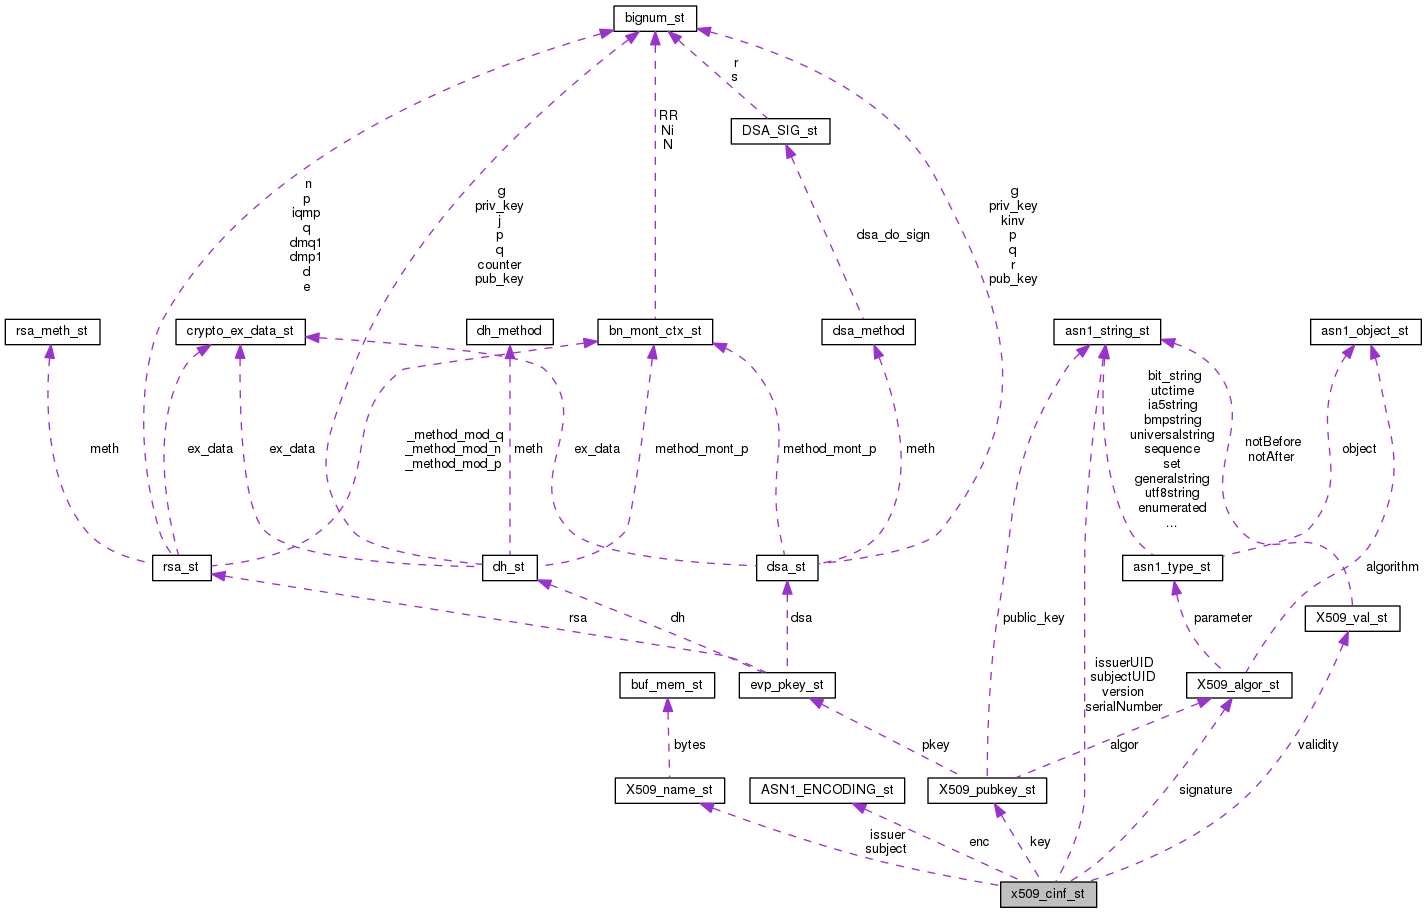 bignum_st
r
s
RR
Ni
N
DSA_SIG_st
n
p
iqmp
q
dmq1
dmp1
d
e
g
priv_key
j
p
q
counter
pub_key
dsa_do_sign
g
priv_key
kinv
p
q
r
pub_key
rsa_meth_st
crypto_ex_data_st
dh_method
bn_mont_ctx_st
dsa_method
asn1_string_st
asn1_object_st
bit_string
utctime
ia5string
bmpstring
universalstring
sequence
set
generalstring
utf8string
enumerated
...
meth
ex_data
ex_data
_method_mod_q
_method_mod_n
_method_mod_p
meth
ex_data
method_mont_p
method_mont_p
meth
notBefore
notAfter
object
rsa_st
dh_st
dsa_st
asn1_type_st
algorithm
rsa
dh
dsa
public_key
parameter
X509_val_st
buf_mem_st
evp_pkey_st
issuerUID
subjectUID
version
serialNumber
X509_algor_st
bytes
pkey
algor
validity
X509_name_st
ASN1_ENCODING_st
X509_pubkey_st
signature
issuer
subject
enc
key
x509_cinf_st